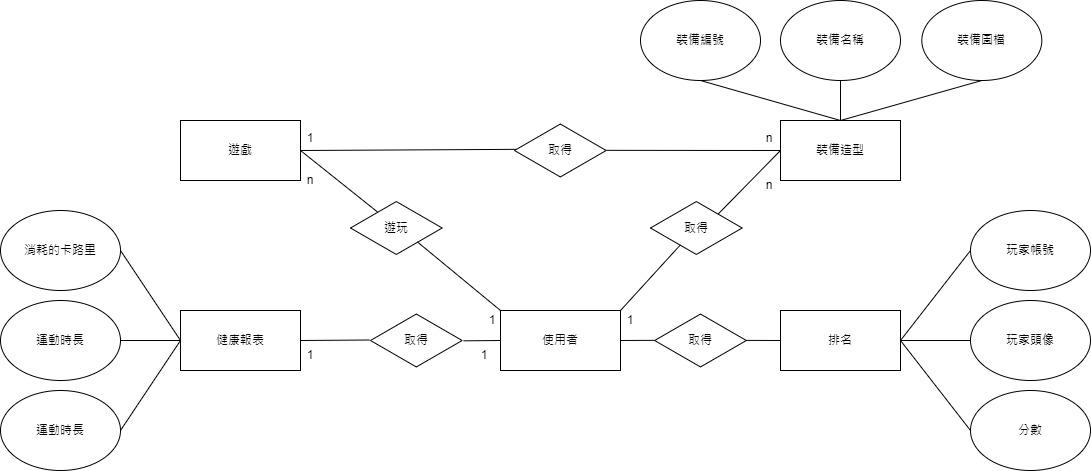 裝備編號
裝備名稱
裝備圖檔
遊戲
1
取得
n
裝備造型
n
n
遊玩
取得
消耗的卡路里
玩家帳號
運動時長
健康報表
1
取得
1
1
使用者
1
取得
排名
玩家頭像
運動時長
分數